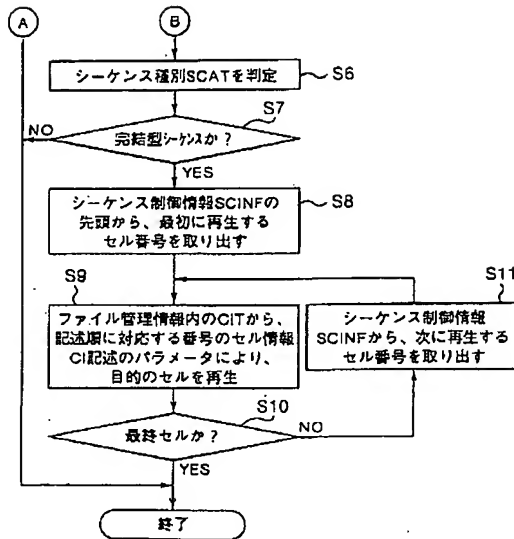 A
B
シーケンス種別SCATを判定
S6
S7
NO
完結型シーケンスか？
YES
シーケンス制御情報SCINFの
先頭から、最初に再生する
セル番号を取り出す
S8
S9
ファイル管理情報内のCITから、
記述順に対応する番号のセル情報
CI記述のパラメータにより、
目的のセルを再生
S11
シーケンス制御情報
SCINFから、次に再生する
セル番号を取り出す
S10
最終セルか？
NO
YES
終了